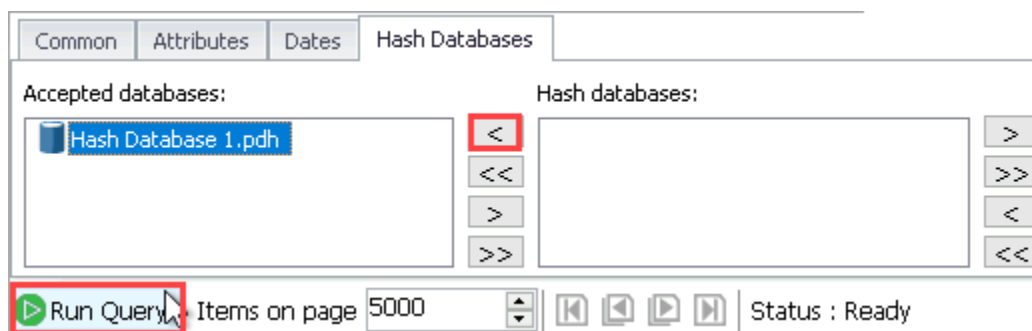 Common Attributes Dates Hash Databases
Accepted databases: Hash databases:
Hash Database 1.pdh < >
<< >>
> <
>> <<
Run Query Items on page 5000 Status : Ready